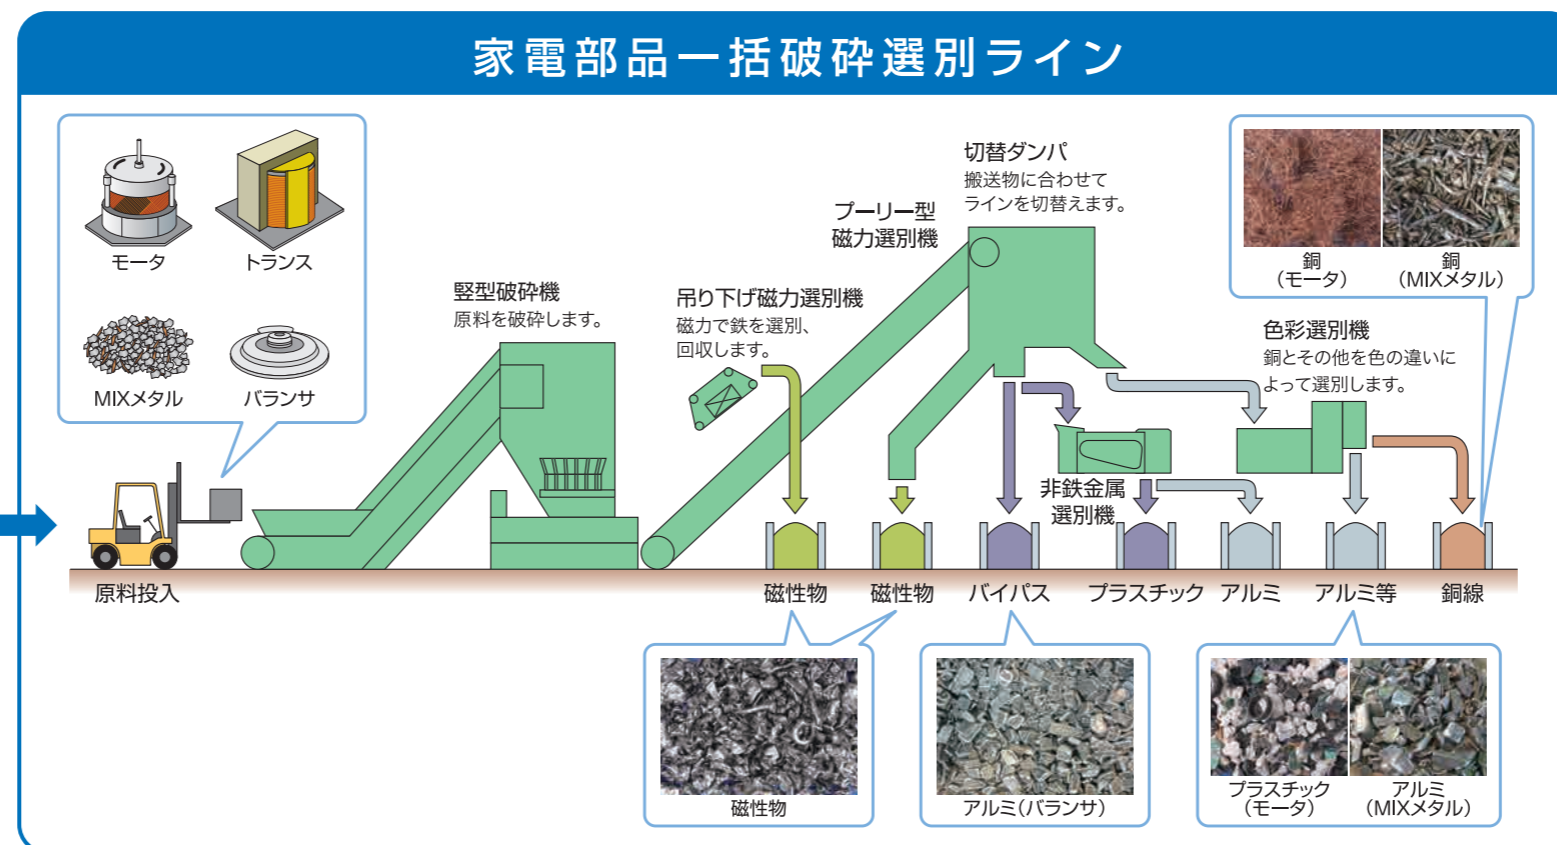 家電部品一括破砕選別ライン
モータ
トランス
MIXメタル
バランサ
原料投入
竪型破砕機
原料を破砕します。
吊り下げ磁力選別機
磁力で鉄を選別、
回収します。
プーリー型
磁力選別機
切替ダンパ
搬送物に合わせて
ラインを切替えます。
非鉄金属
選別機
色彩選別機
銅とその他を色の違いに
よって選別します。
銅
(モータ)
銅
(MIXメタル)
磁性物
磁性物
バイパス
プラスチック
アルミ
アルミ等
銅線
磁性物
アルミ(バランサ)
プラスチック
(モータ)
アルミ
(MIXメタル)